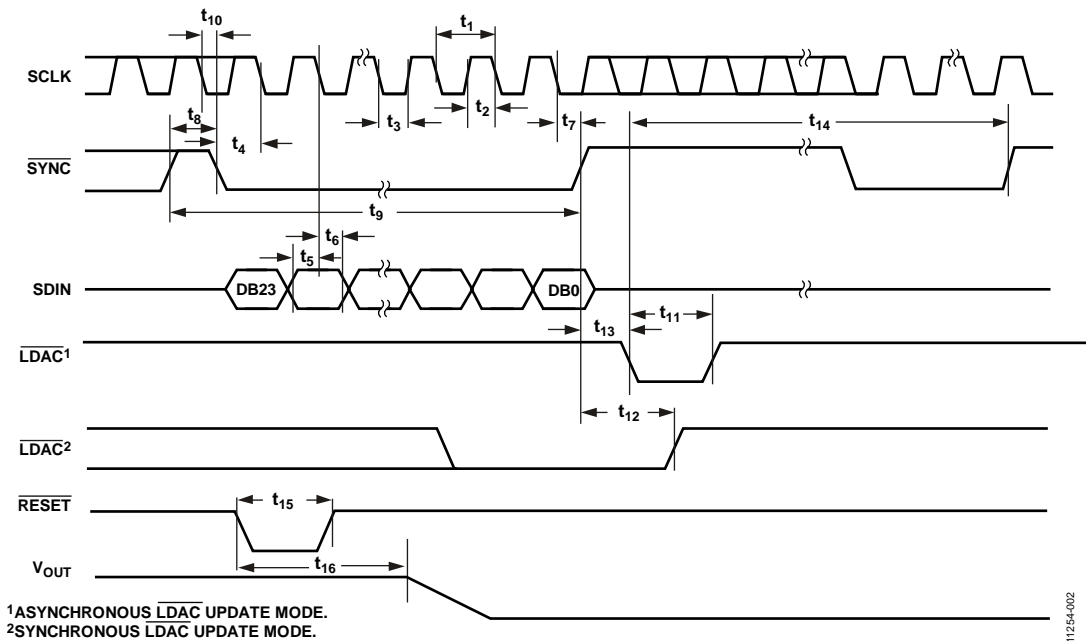 t10
t1
SCLK
t8
t4
t3
t2
t7
t14
SYNC
t9
t6
t5
SDIN
DB23
DB0
t13
t11
LDAC1
t12
LDAC2
RESET
t15
VOUT
t16
1ASYNCHRONOUS LDAC UPDATE MODE.
2SYNCHRONOUS LDAC UPDATE MODE.
11254-002